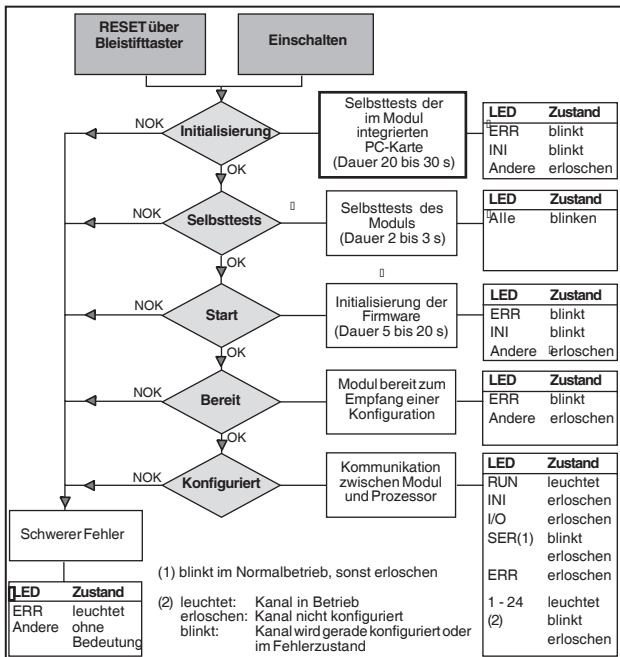 RESET über
Bleistifttaster
Einschalten
NOK
Initialisierung
Selbsttests der
im Modul
integrierten
PC-Karte
(Dauer 20 bis 30 s)
LED Zustand
ERR blinkt
INI blinkt
Andere erloschen
OK
NOK
Selbsttests
Selbsttests des
Moduls
(Dauer 2 bis 3 s)
LED Zustand
Alle blinken
OK
NOK
Start
Initialisierung der
Firmware
(Dauer 5 bis 20 s)
LED Zustand
ERR blinkt
INI blinkt
Andere erloschen
OK
NOK
Bereit
Modul bereit zum
Empfang einer
Konfiguration
LED Zustand
ERR blinkt
Andere erloschen
OK
NOK
Konfiguriert
Kommunikation
zwischen Modul
und Prozessor
LED Zustand
RUN leuchtet
INI erloschen
I/O erloschen
SER(1) blinkt
erloschen
ERR erloschen
1 - 24 leuchtet
(2) blinkt
erloschen
Schwerer Fehler
LED Zustand
ERR leuchtet
Andere ohne
Bedeutung
(1) blinkt im Normalbetrieb, sonst erloschen
(2) leuchtet: Kanal in Betrieb
erloschen: Kanal nicht konfiguriert
blinkt: Kanal wird gerade konfiguriert oder
im Fehlerzustand